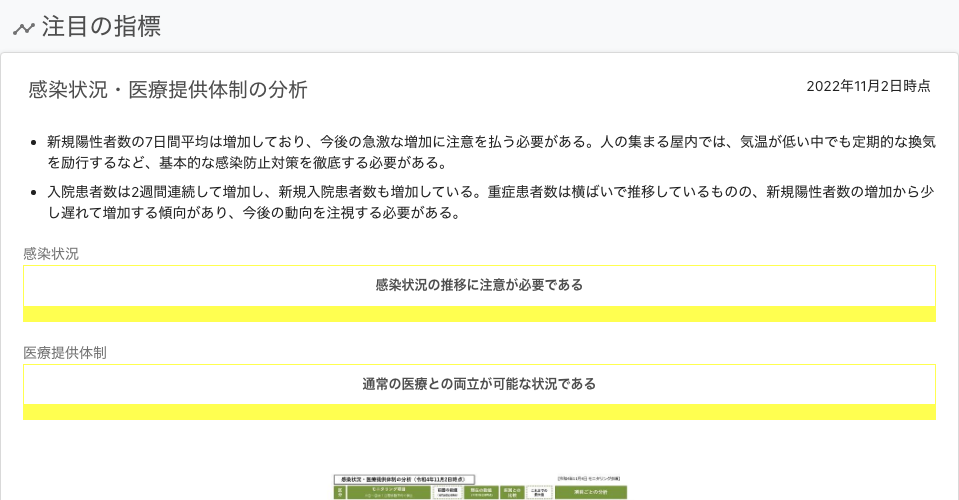 注目の指標
感染状況・医療提供体制の分析
2022年11月2日時点
新規陽性者数の7日間平均は増加しており、今後の急激な増加に注意を払う必要がある。人の集まる屋内では、気温が低い中でも定期的な換気
を励行するなど、基本的な感染防止対策を徹底する必要がある。
入院患者数は2週間連続して増加し、新規入院患者数も増加している。重症患者数は横ばいで推移しているものの、新規陽性者数の増加から少
し遅れて増加する傾向があり、今後の動向を注視する必要がある。
感染状況
感染状況の推移に注意が必要である
医療提供体制
通常の医療との両立が可能な状況である
感染状況・医療提供体制の分析（令和4年11月2日時点）